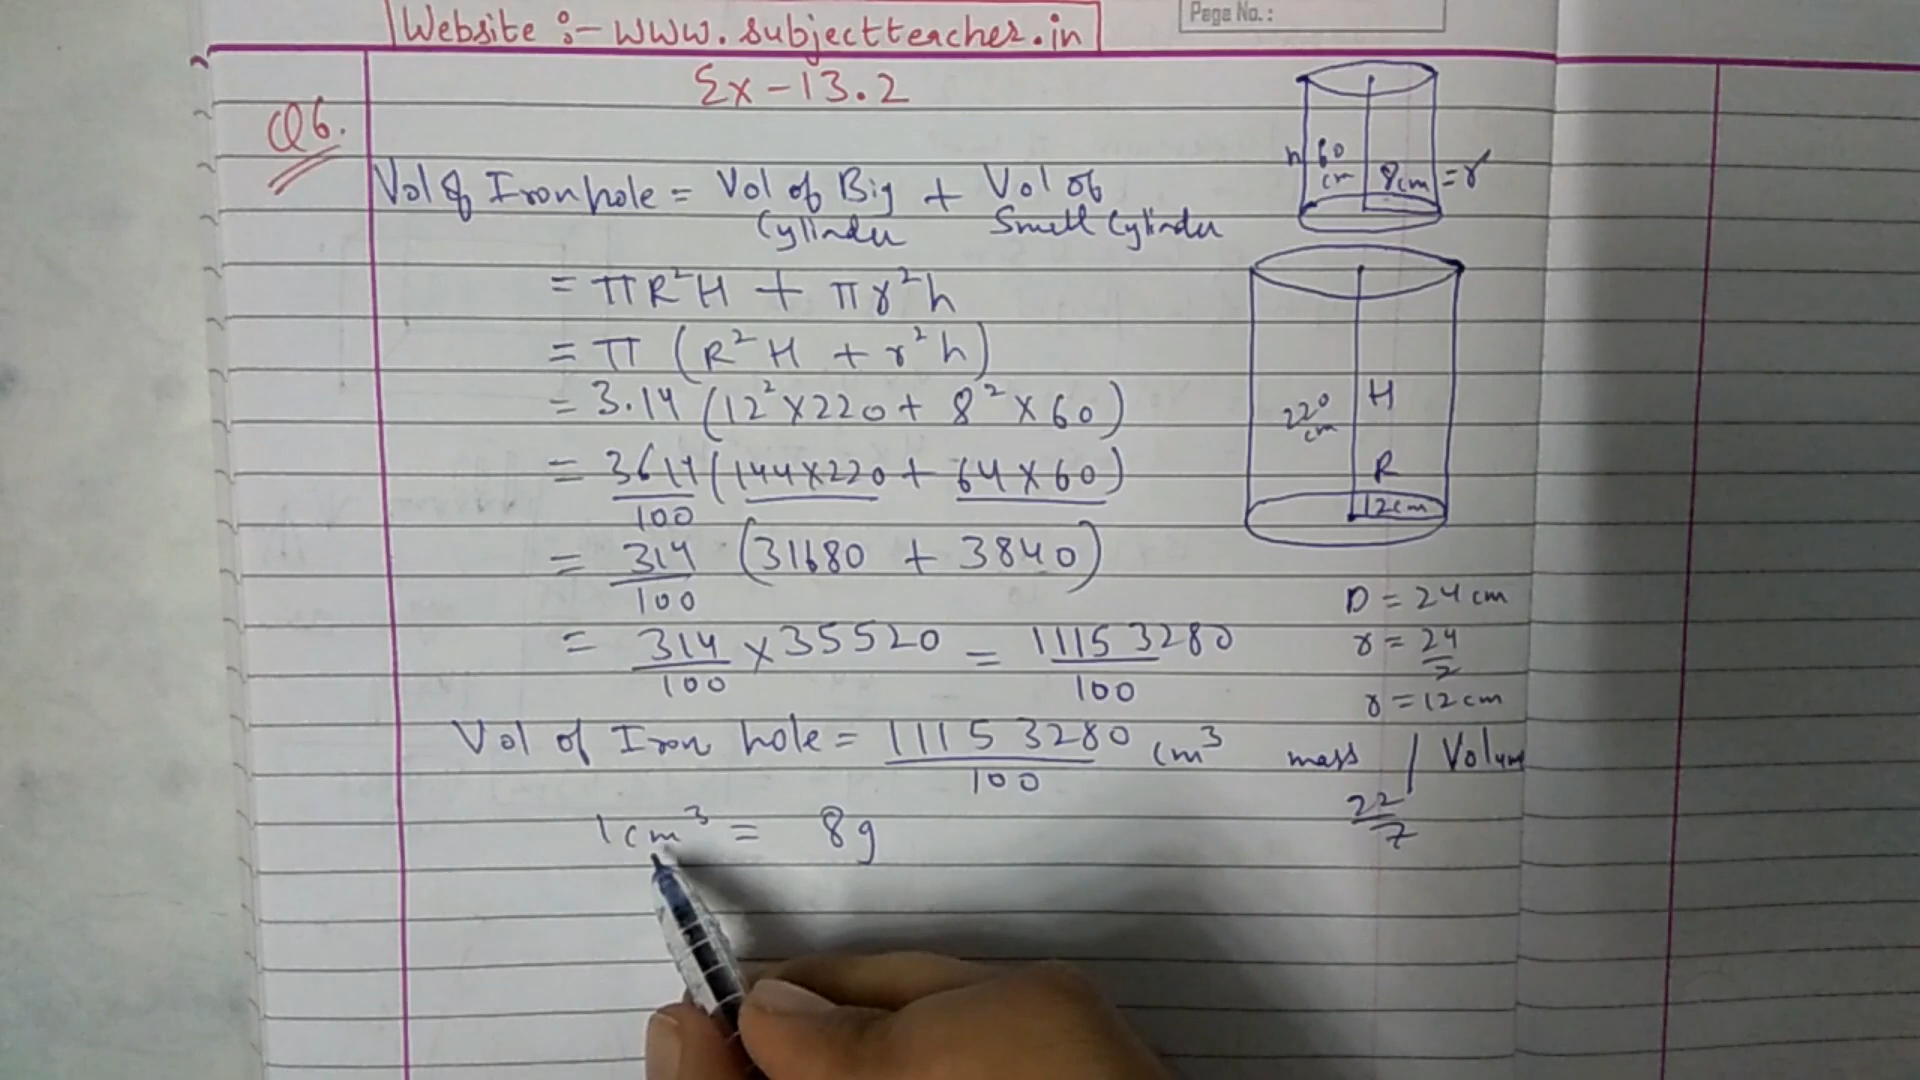 Website :- www.subjectteacher.in
Page No. :
Ex-13.2
Q6.
h 60 cm 8cm = r
Vol of Iron hole = Vol of Big Cylinder + Vol of Small Cylinder
= πR²H + πr²h
= π (R²H + r²h)
= 3.14 (12² x 220 + 8² x 60)
220 cm H
R
12cm
= 3614/100 (144 x 220 + 64 x 60)
= 314/100 (31680 + 3840)
D = 24 cm
= 314/100 x 35520 = 11153280/100
r = 24/2
r = 12 cm
Vol of Iron hole = 11153280/100 cm³
mass / Volum
22/7
1 cm³ = 8g